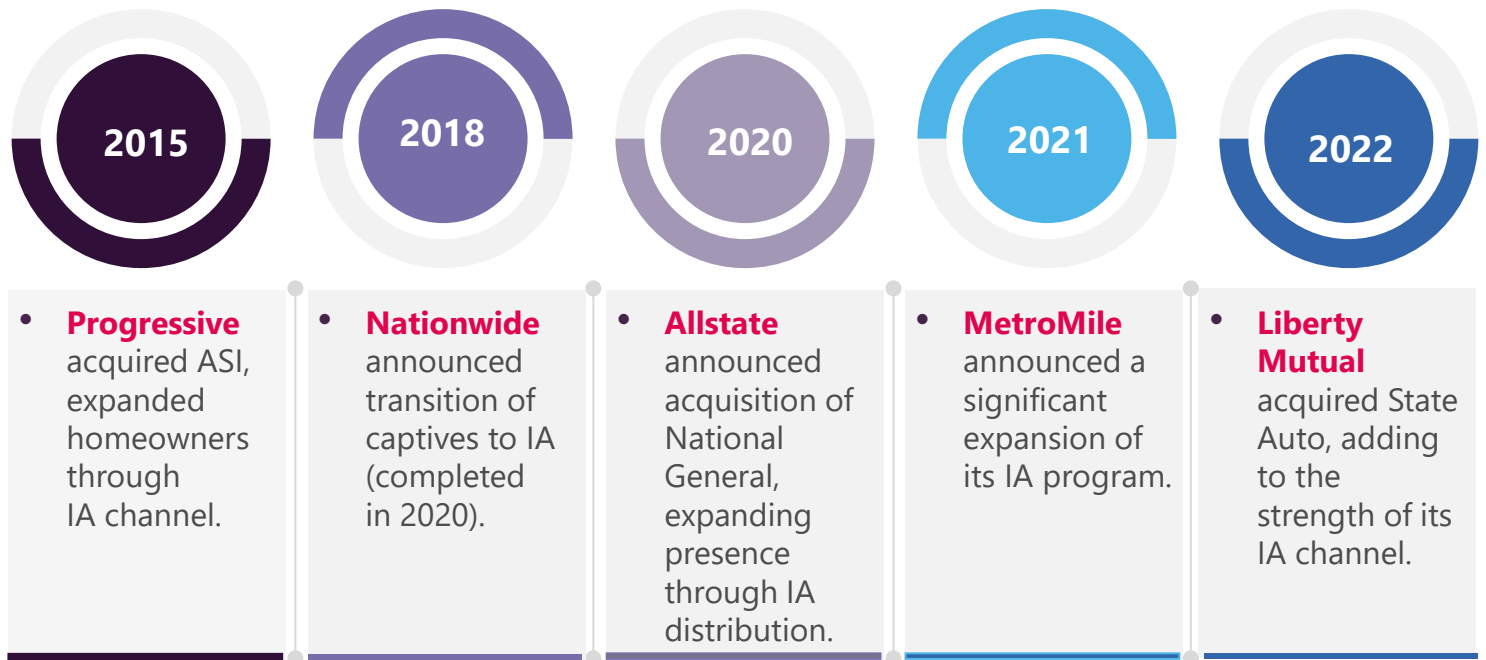 2015
2018
2020
2021
2022
• Progressive
acquired ASI,
expanded
homeowners
through
IA channel.
• Nationwide
announced
transition of
captives to IA
(completed
in 2020).
• Allstate
announced
acquisition of
National
General,
expanding
presence
through IA
distribution.
• MetroMile
announced a
significant
expansion of
its IA program.
• Liberty
Mutual
acquired State
Auto, adding
to the
strength of its
IA channel.